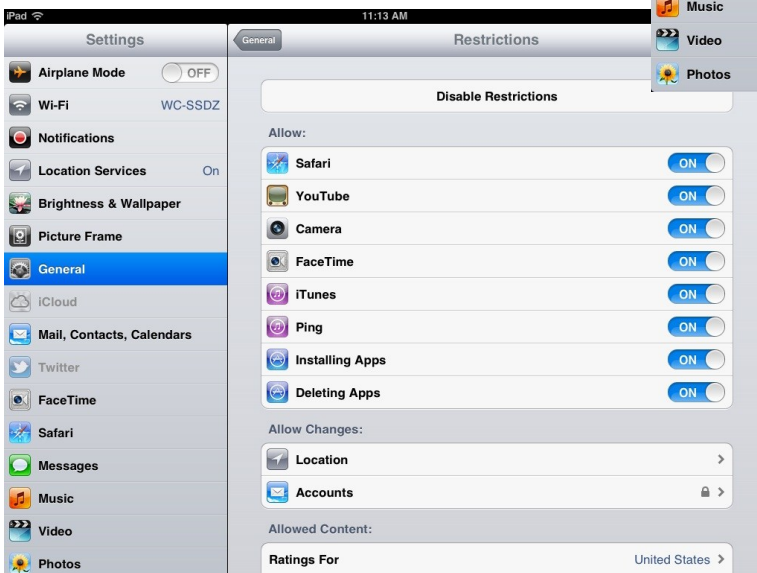 iPad 11:13 AM
Music
Video
Photos
Settings
Airplane Mode OFF
Wi-Fi WC-SSDZ
Notifications
Location Services On
Brightness & Wallpaper
Picture Frame
General
iCloud
Mail, Contacts, Calendars
Twitter
FaceTime
Safari
Messages
Music
Video
Photos
General Restrictions
Disable Restrictions
Allow:
Safari ON
YouTube ON
Camera ON
FaceTime ON
iTunes ON
Ping ON
Installing Apps ON
Deleting Apps ON
Allow Changes:
Location
Accounts
Allowed Content:
Ratings For United States